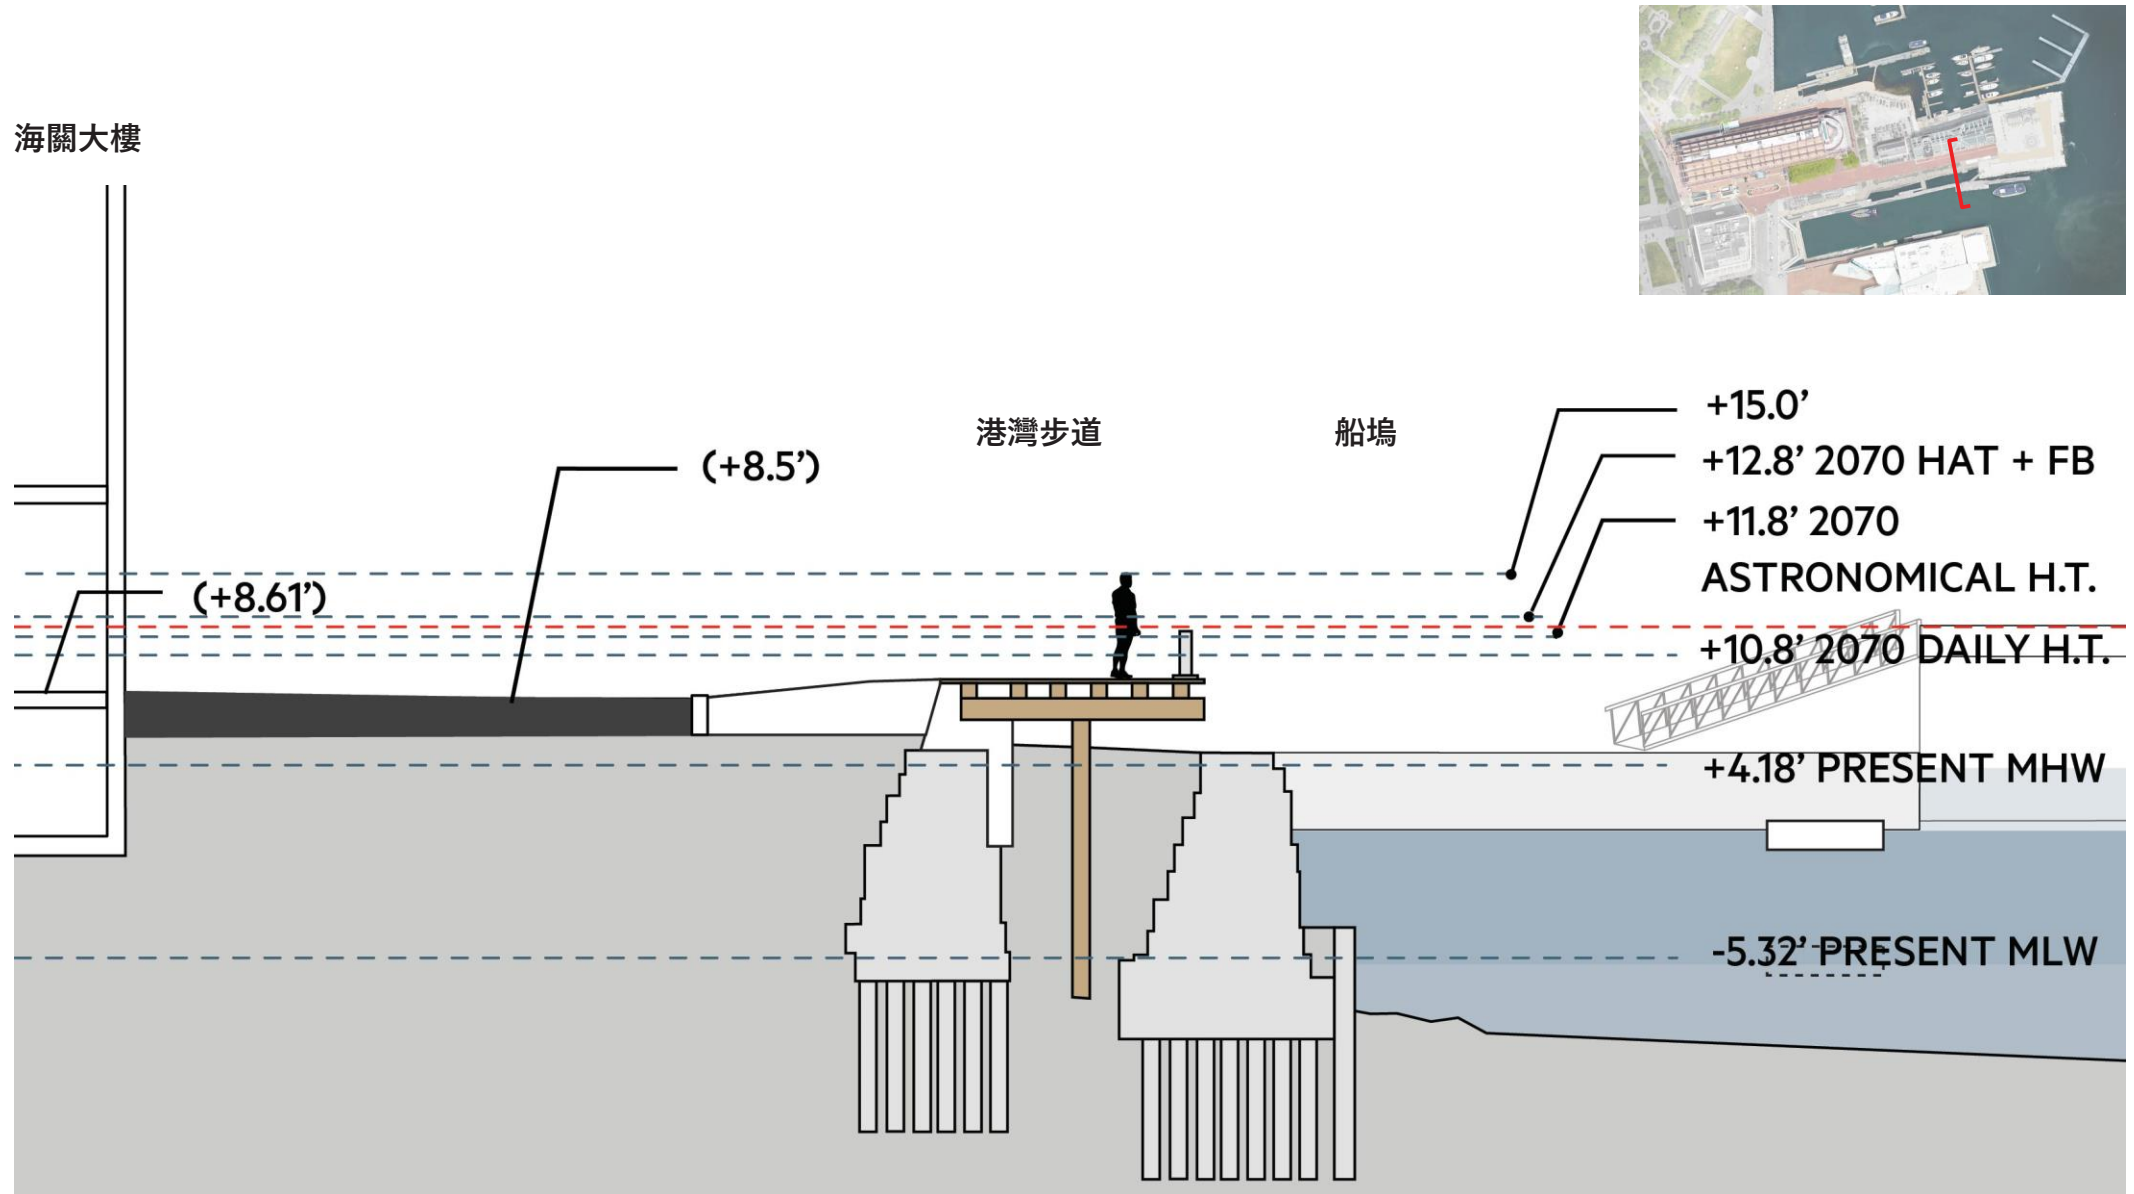 海關大樓
港灣步道
船塢
+15.0’
+12.8’ 2070 HAT + FB
(+8.5’)
+11.8’ 2070
ASTRONOMICAL H.T.
(+8.61’)
+10.8’ 2070 DAILY H.T.
+4.18’ PRESENT MHW
-5.32’ PRESENT MLW